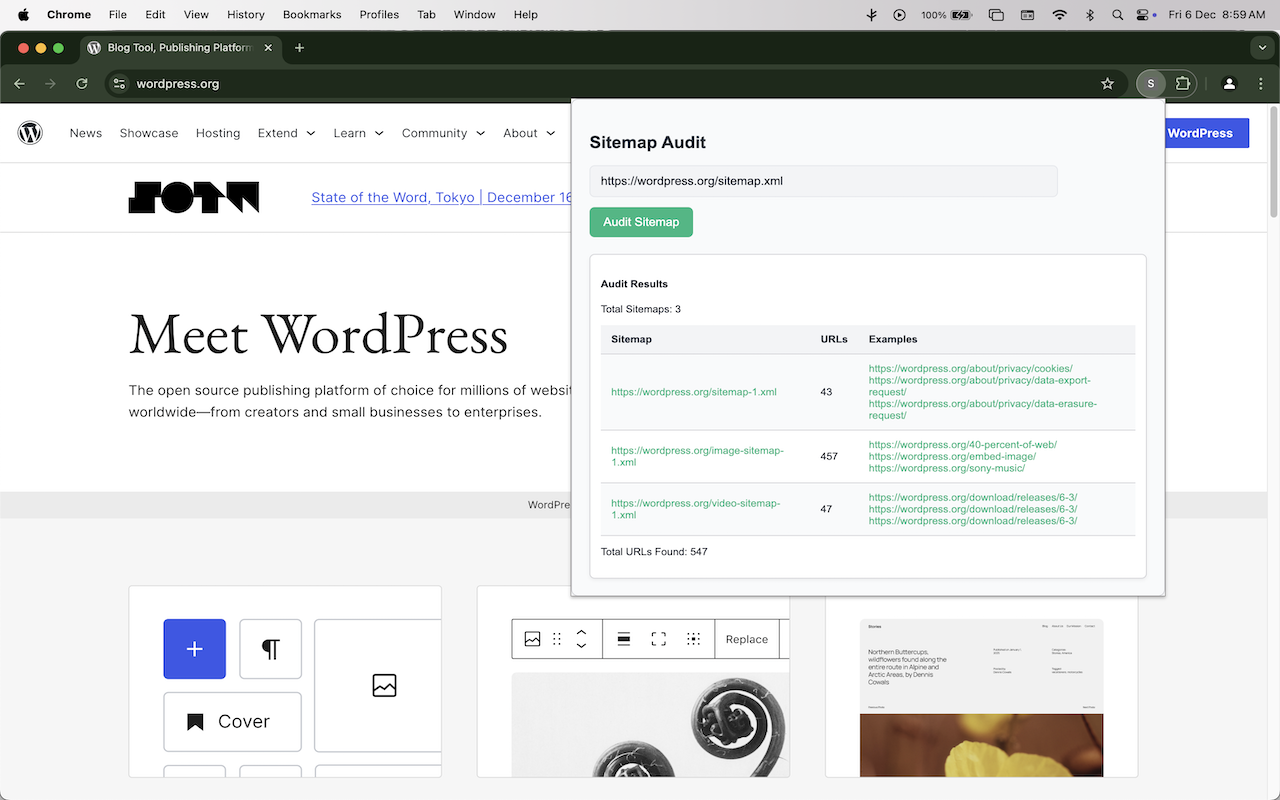 Chrome File Edit View History Bookmarks Profiles Tab Window Help 100% Fri 6 Dec 8:59 AM
Blog Tool, Publishing Platform
wordpress.org
S
News Showcase Hosting Extend Learn Community About
WordPress
SOTW
State of the Word, Tokyo | December 16
Meet WordPress
The open source publishing platform of choice for millions of websit
worldwide—from creators and small businesses to enterprises.
WordPre
Sitemap Audit
https://wordpress.org/sitemap.xml
Audit Sitemap
Audit Results
Total Sitemaps: 3
Sitemap URLs Examples
https://wordpress.org/sitemap-1.xml 43
https://wordpress.org/about/privacy/cookies/
https://wordpress.org/about/privacy/data-export-
request/
https://wordpress.org/about/privacy/data-erasure-
request/
https://wordpress.org/image-sitemap-
1.xml
457
https://wordpress.org/40-percent-of-web/
https://wordpress.org/embed-image/
https://wordpress.org/sony-music/
https://wordpress.org/video-sitemap-
1.xml
47
https://wordpress.org/download/releases/6-3/
https://wordpress.org/download/releases/6-3/
https://wordpress.org/download/releases/6-3/
Total URLs Found: 547
Cover
Replace
Stories
Northern Buttercups,
wildflowers found along the
entire route in Alpine and
Arctic Areas, by Dennis
Cowals